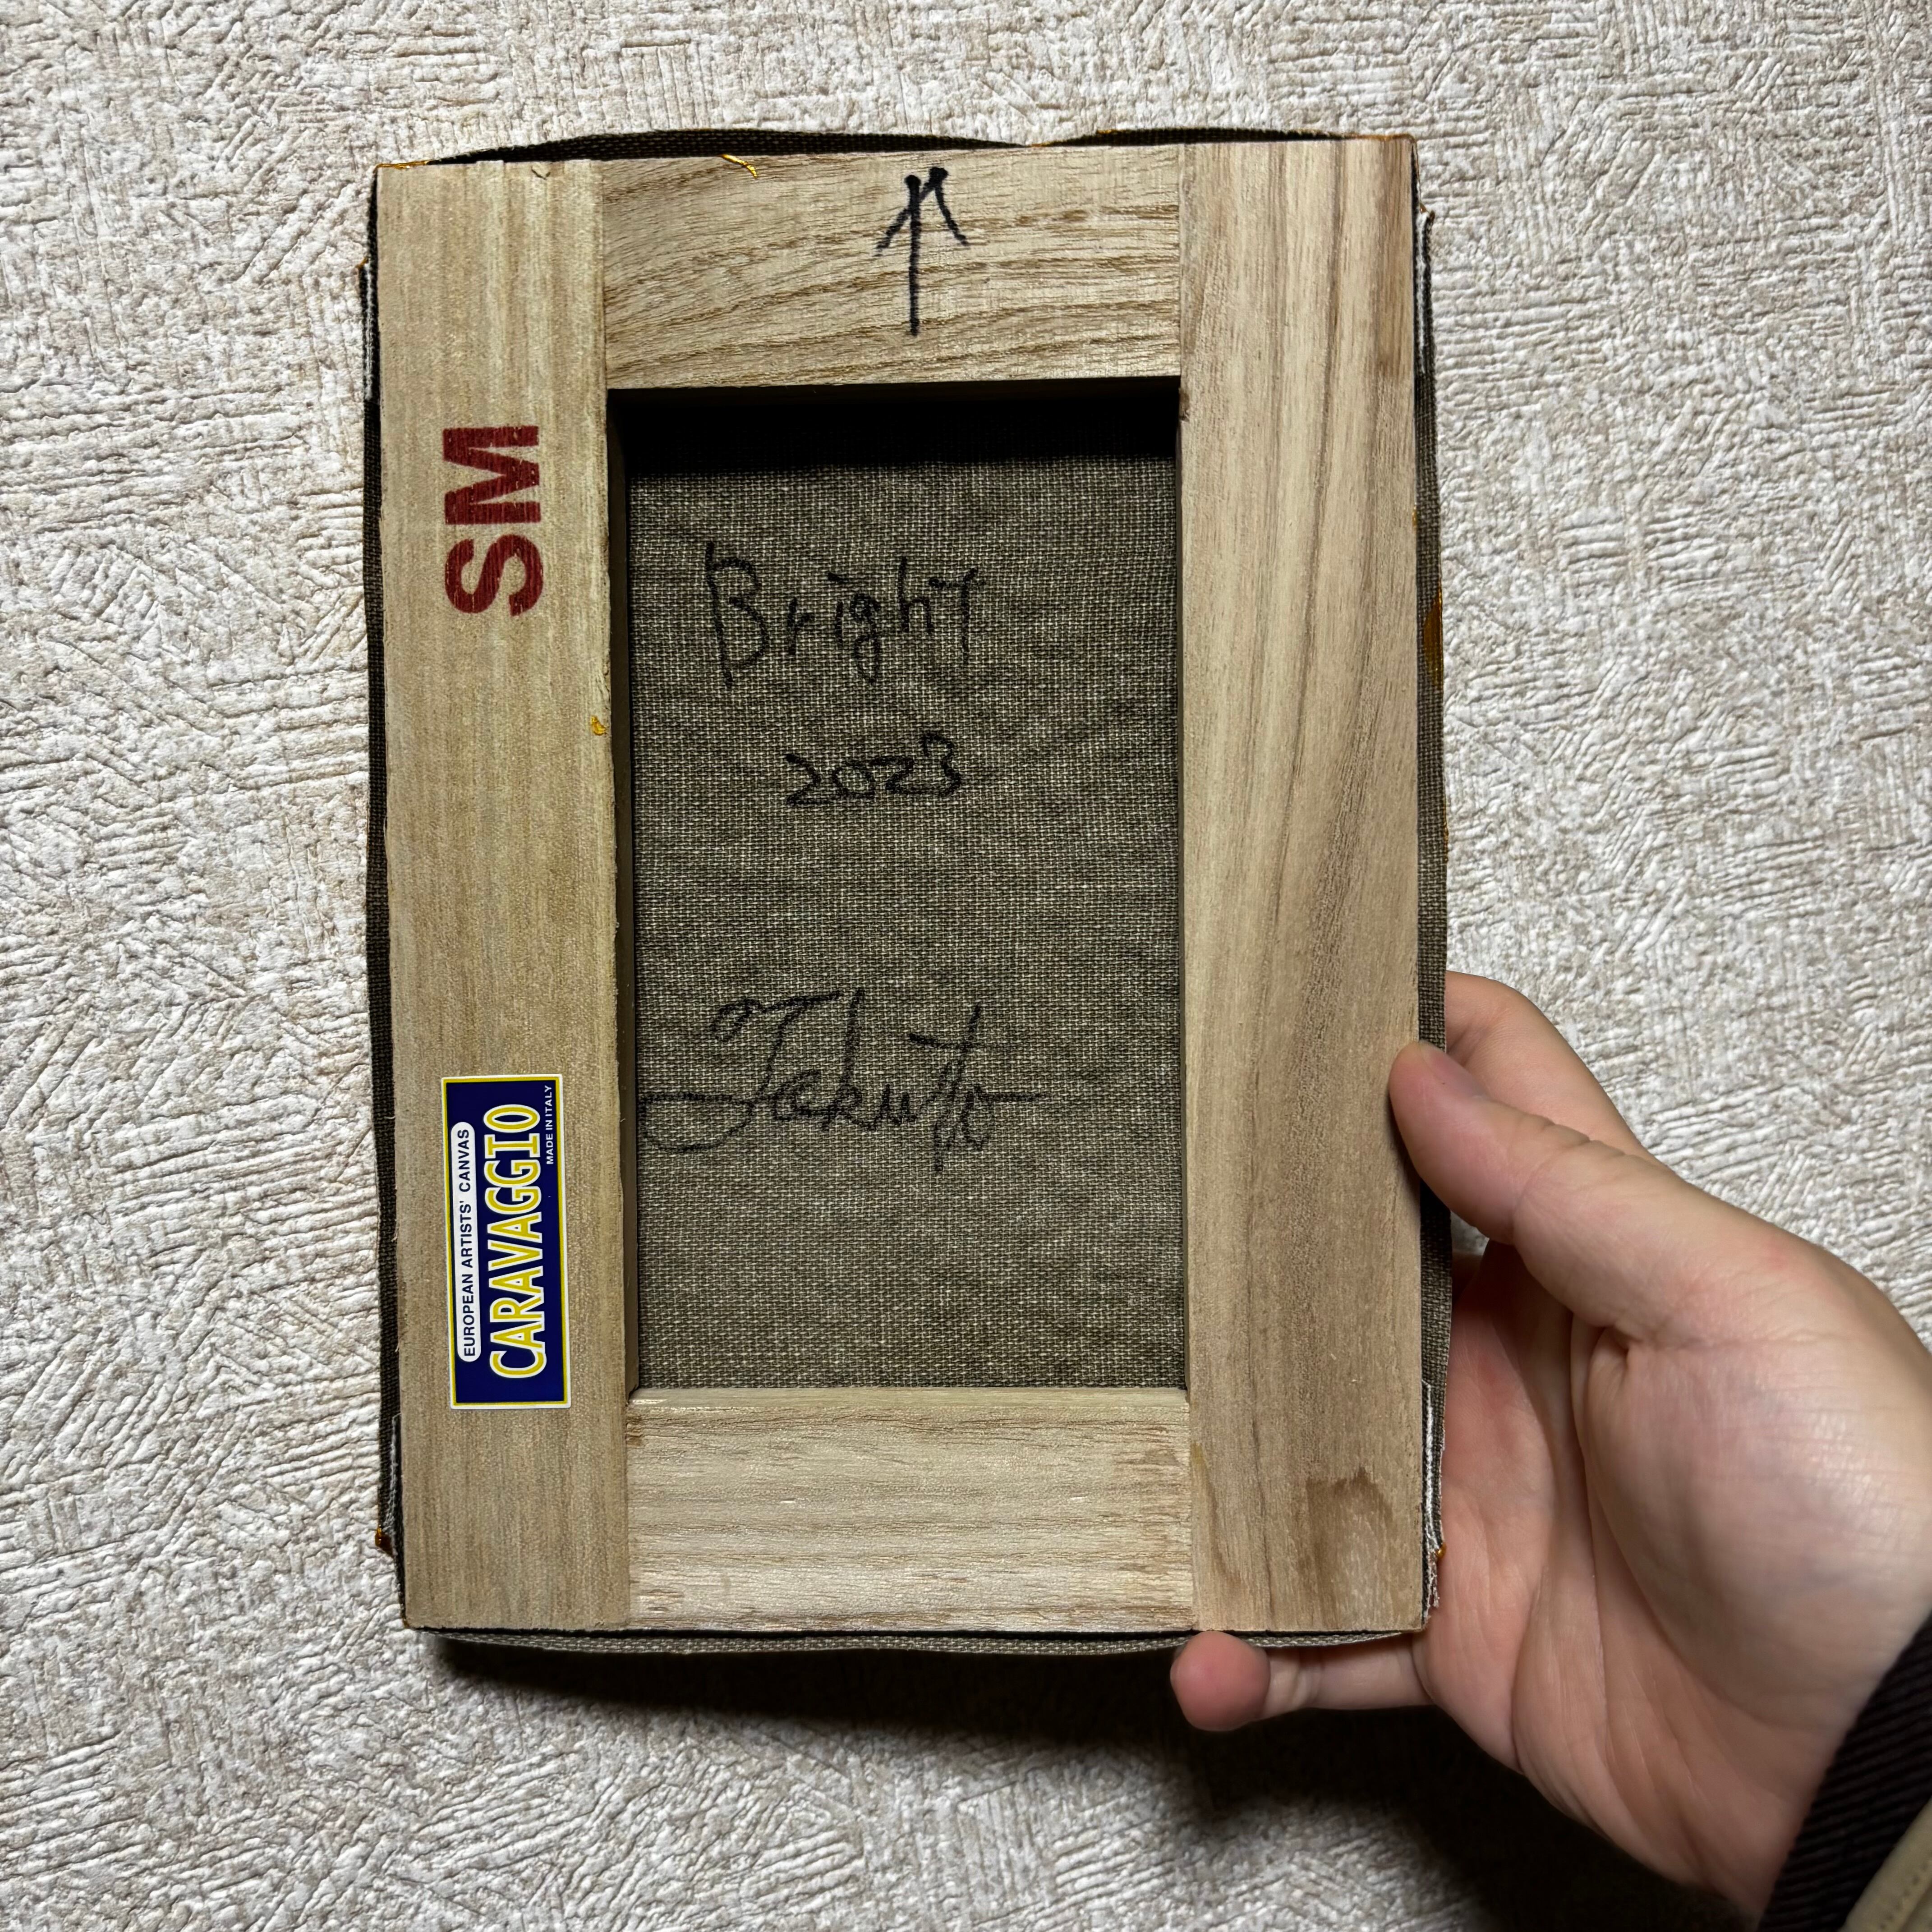 SM
Bright
2023
Takuto
EUROPEAN ARTISTS' CANVAS
CARAVAGGIO
MADE IN ITALY